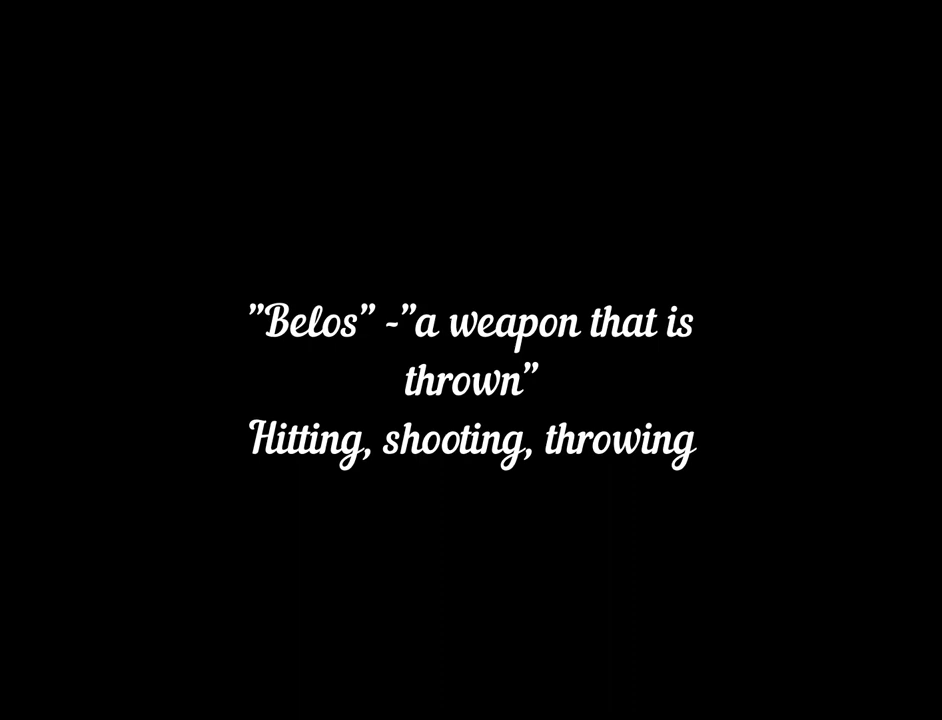 "Belos" -"a weapon that is
thrown"
Hitting, shooting, throwing